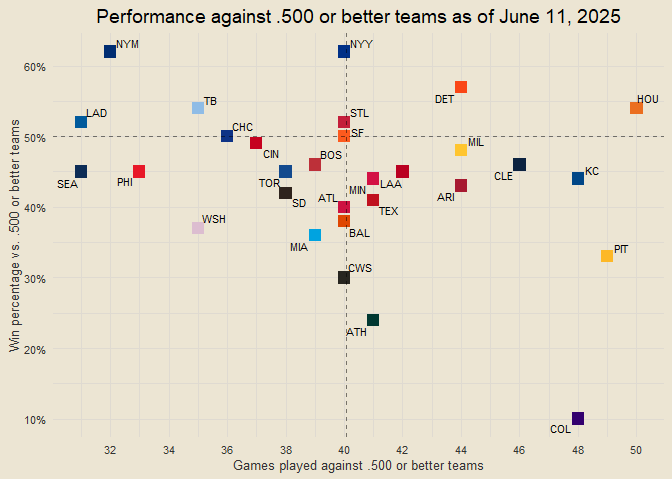 Performance against .500 or better teams as of June 11, 2025
NYM
NYY
60%
DET
HOU
TB
LAD
STL
CHC
50%
SF
MIL
CIN
BOS
KC
CLE
SEA
PHI
TOR
MIN
LAA
ARI
SD
ATL
40%
TEX
WSH
BAL
MIA
PIT
CWS
30%
ATH
20%
10%
COL
Win percentage vs. .500 or better teams
32
34
36
38
40
42
44
46
48
50
Games played against .500 or better teams